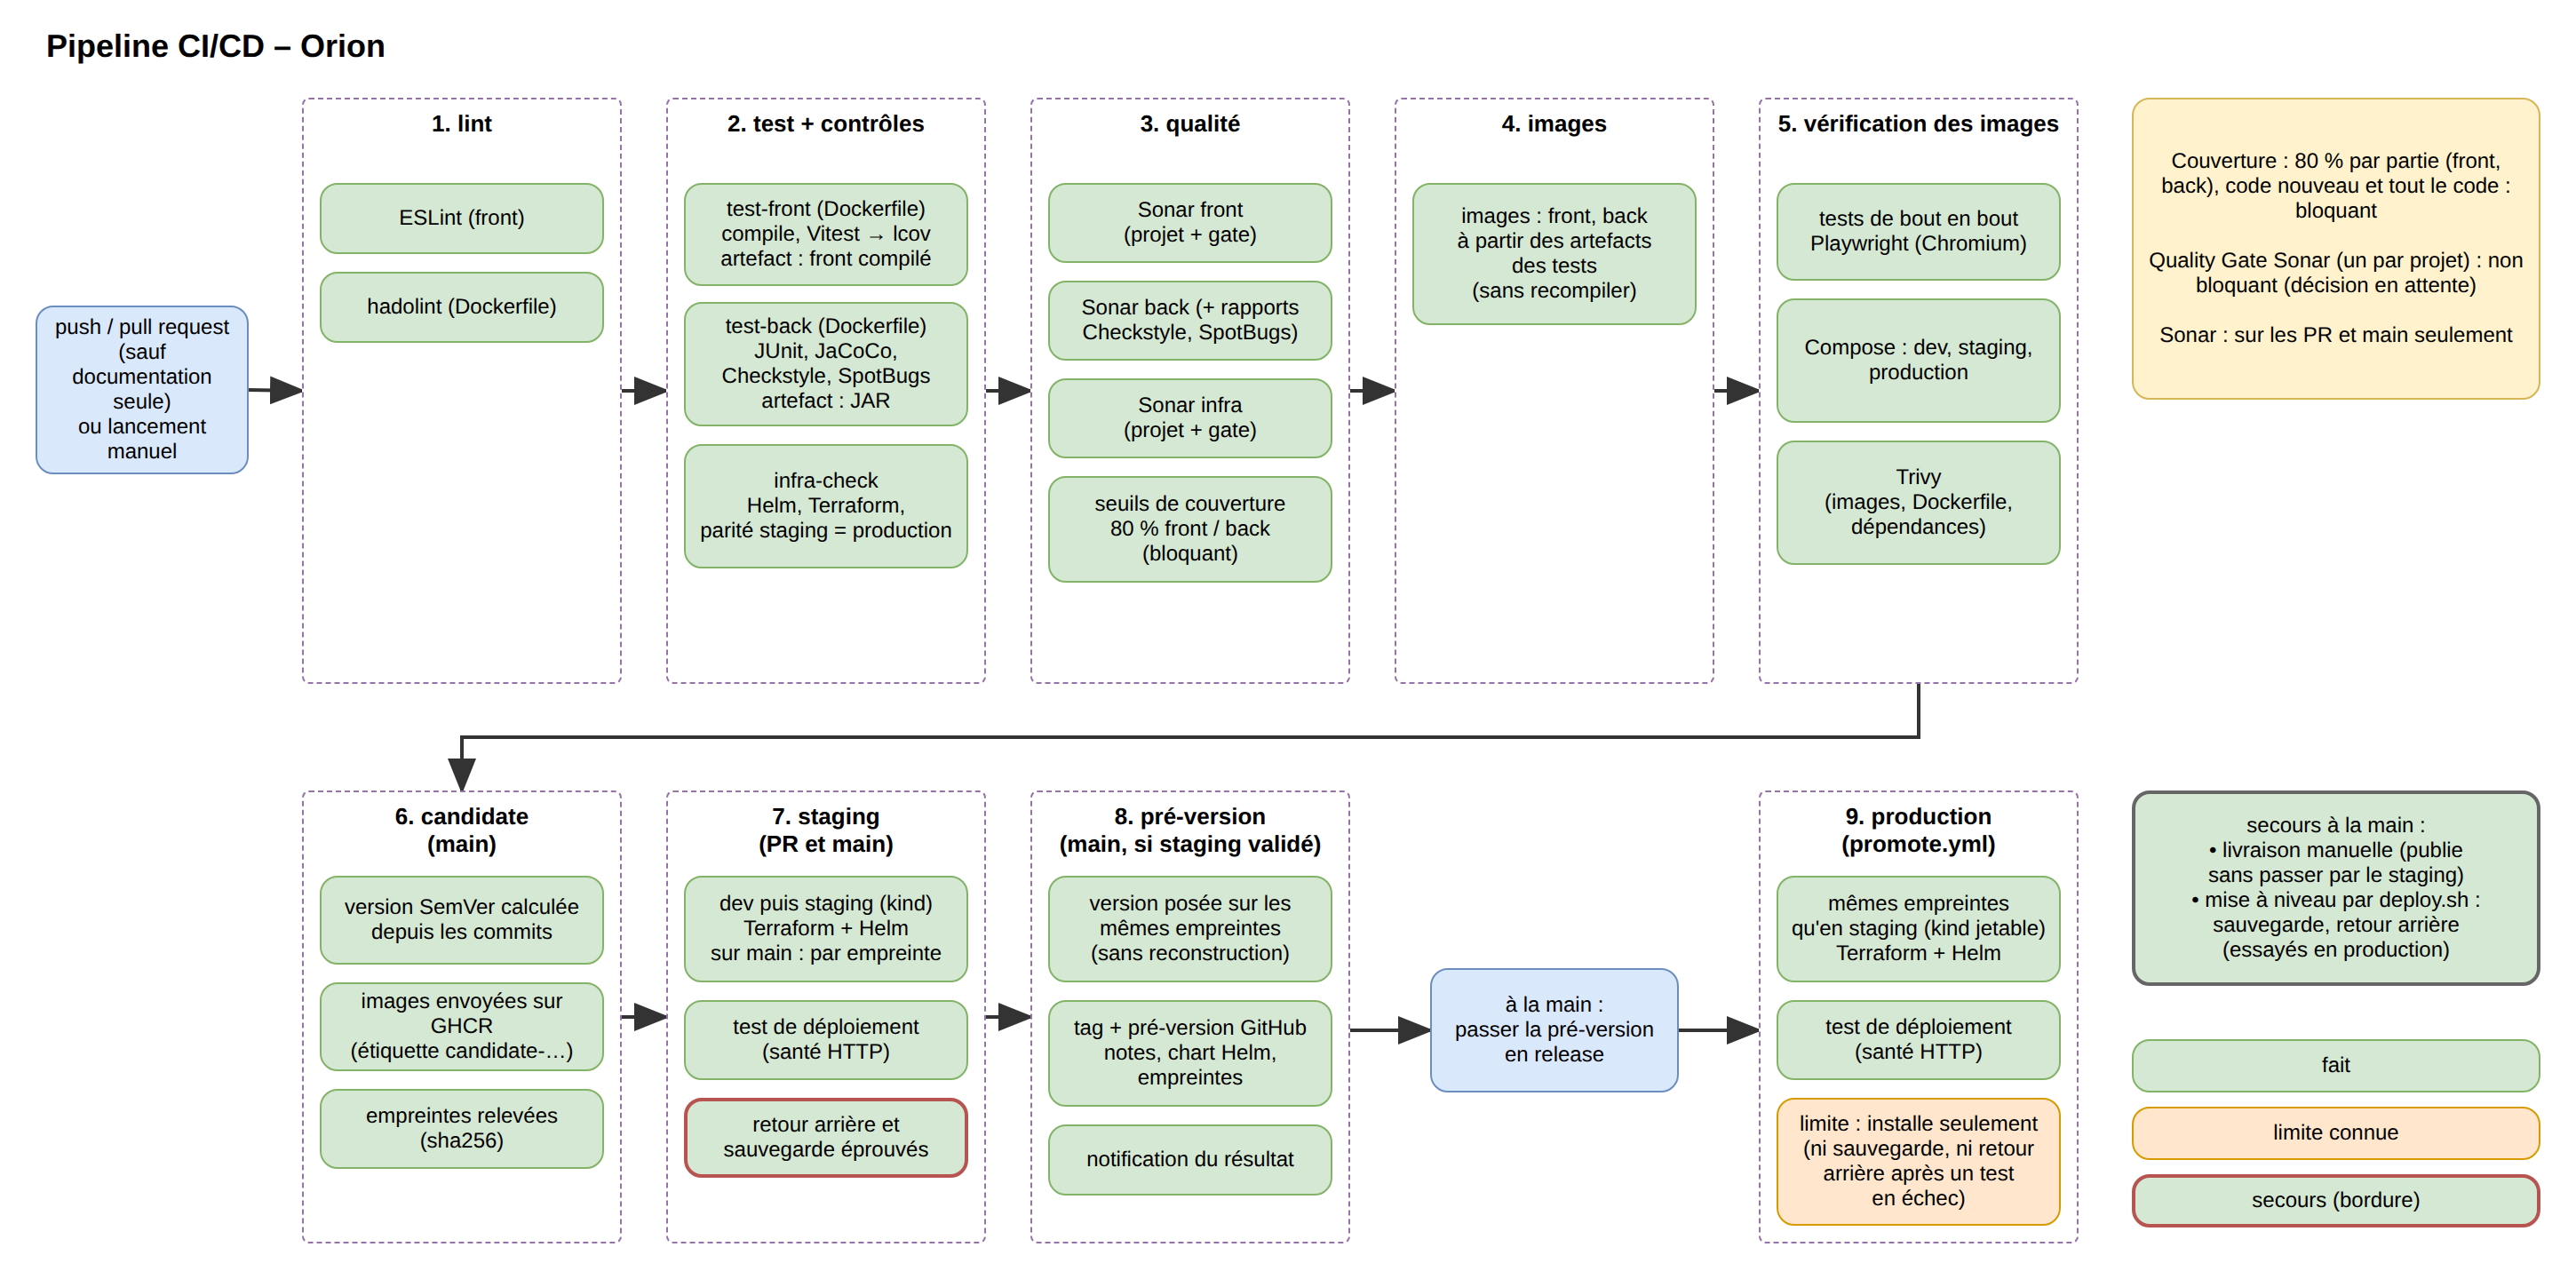 Pipeline CI/CD – Orion
push / pull request
(sauf
documentation
seule)
ou lancement
manuel
1. lint
ESLint (front)
hadolint (Dockerfile)
2. test + contrôles
test-front (Dockerfile)
compile, Vitest → lcov
artefact : front compilé
test-back (Dockerfile)
JUnit, JaCoCo,
Checkstyle, SpotBugs
artefact : JAR
infra-check
Helm, Terraform,
parité staging = production
3. qualité
Sonar front
(projet + gate)
Sonar back (+ rapports
Checkstyle, SpotBugs)
Sonar infra
(projet + gate)
seuils de couverture
80 % front / back
(bloquant)
4. images
images : front, back
à partir des artefacts
des tests
(sans recompiler)
5. vérification des images
tests de bout en bout
Playwright (Chromium)
Compose : dev, staging,
production
Trivy
(images, Dockerfile,
dépendances)
Couverture : 80 % par partie (front,
back), code nouveau et tout le code :
bloquant
Quality Gate Sonar (un par projet) : non
bloquant (décision en attente)
Sonar : sur les PR et main seulement
6. candidate
(main)
version SemVer calculée
depuis les commits
images envoyées sur
GHCR
(étiquette candidate-…)
empreintes relevées
(sha256)
7. staging
(PR et main)
dev puis staging (kind)
Terraform + Helm
sur main : par empreinte
test de déploiement
(santé HTTP)
retour arrière et
sauvegarde éprouvés
8. pré-version
(main, si staging validé)
version posée sur les
mêmes empreintes
(sans reconstruction)
tag + pré-version GitHub
notes, chart Helm,
empreintes
notification du résultat
à la main :
passer la pré-version
en release
9. production
(promote.yml)
mêmes empreintes
qu'en staging (kind jetable)
Terraform + Helm
test de déploiement
(santé HTTP)
limite : installe seulement
(ni sauvegarde, ni retour
arrière après un test
en échec)
secours à la main :
• livraison manuelle (publie
sans passer par le staging)
• mise à niveau par deploy.sh :
sauvegarde, retour arrière
(essayés en production)
fait
limite connue
secours (bordure)